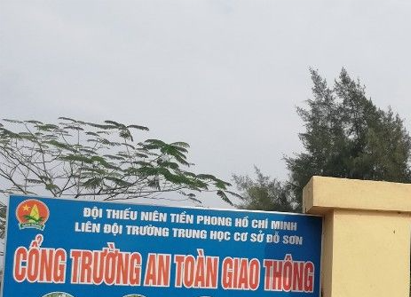 ĐỘI THIẾU NIÊN TIỀN PHONG HỒ CHÍ MINH
LIÊN ĐỘI TRƯỜNG TRUNG HỌC CƠ SỞ ĐỒ SƠN
CỔNG TRƯỜNG AN TOÀN GIAO THÔNG